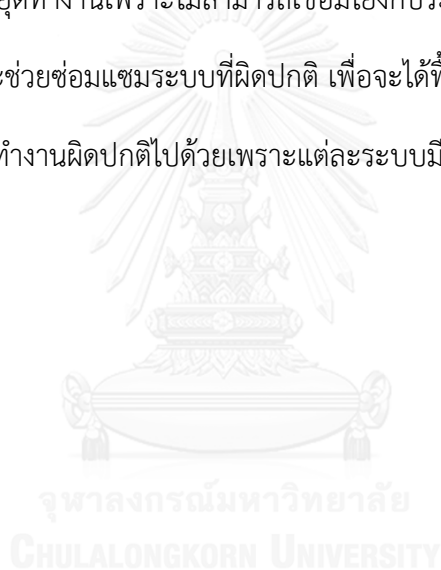 ทำงานเพราะไม่สามารถเชื่อมโยงกับ
ช่วยซ่อมแซมระบบที่ผิดปกติ เพื่อจะได้
ทำงานผิดปกติไปด้วยเพราะแต่ละระบบมี
จุฬาลงกรณ์มหาวิทยาลัย
CHULALONGKORN UNIVERSITY